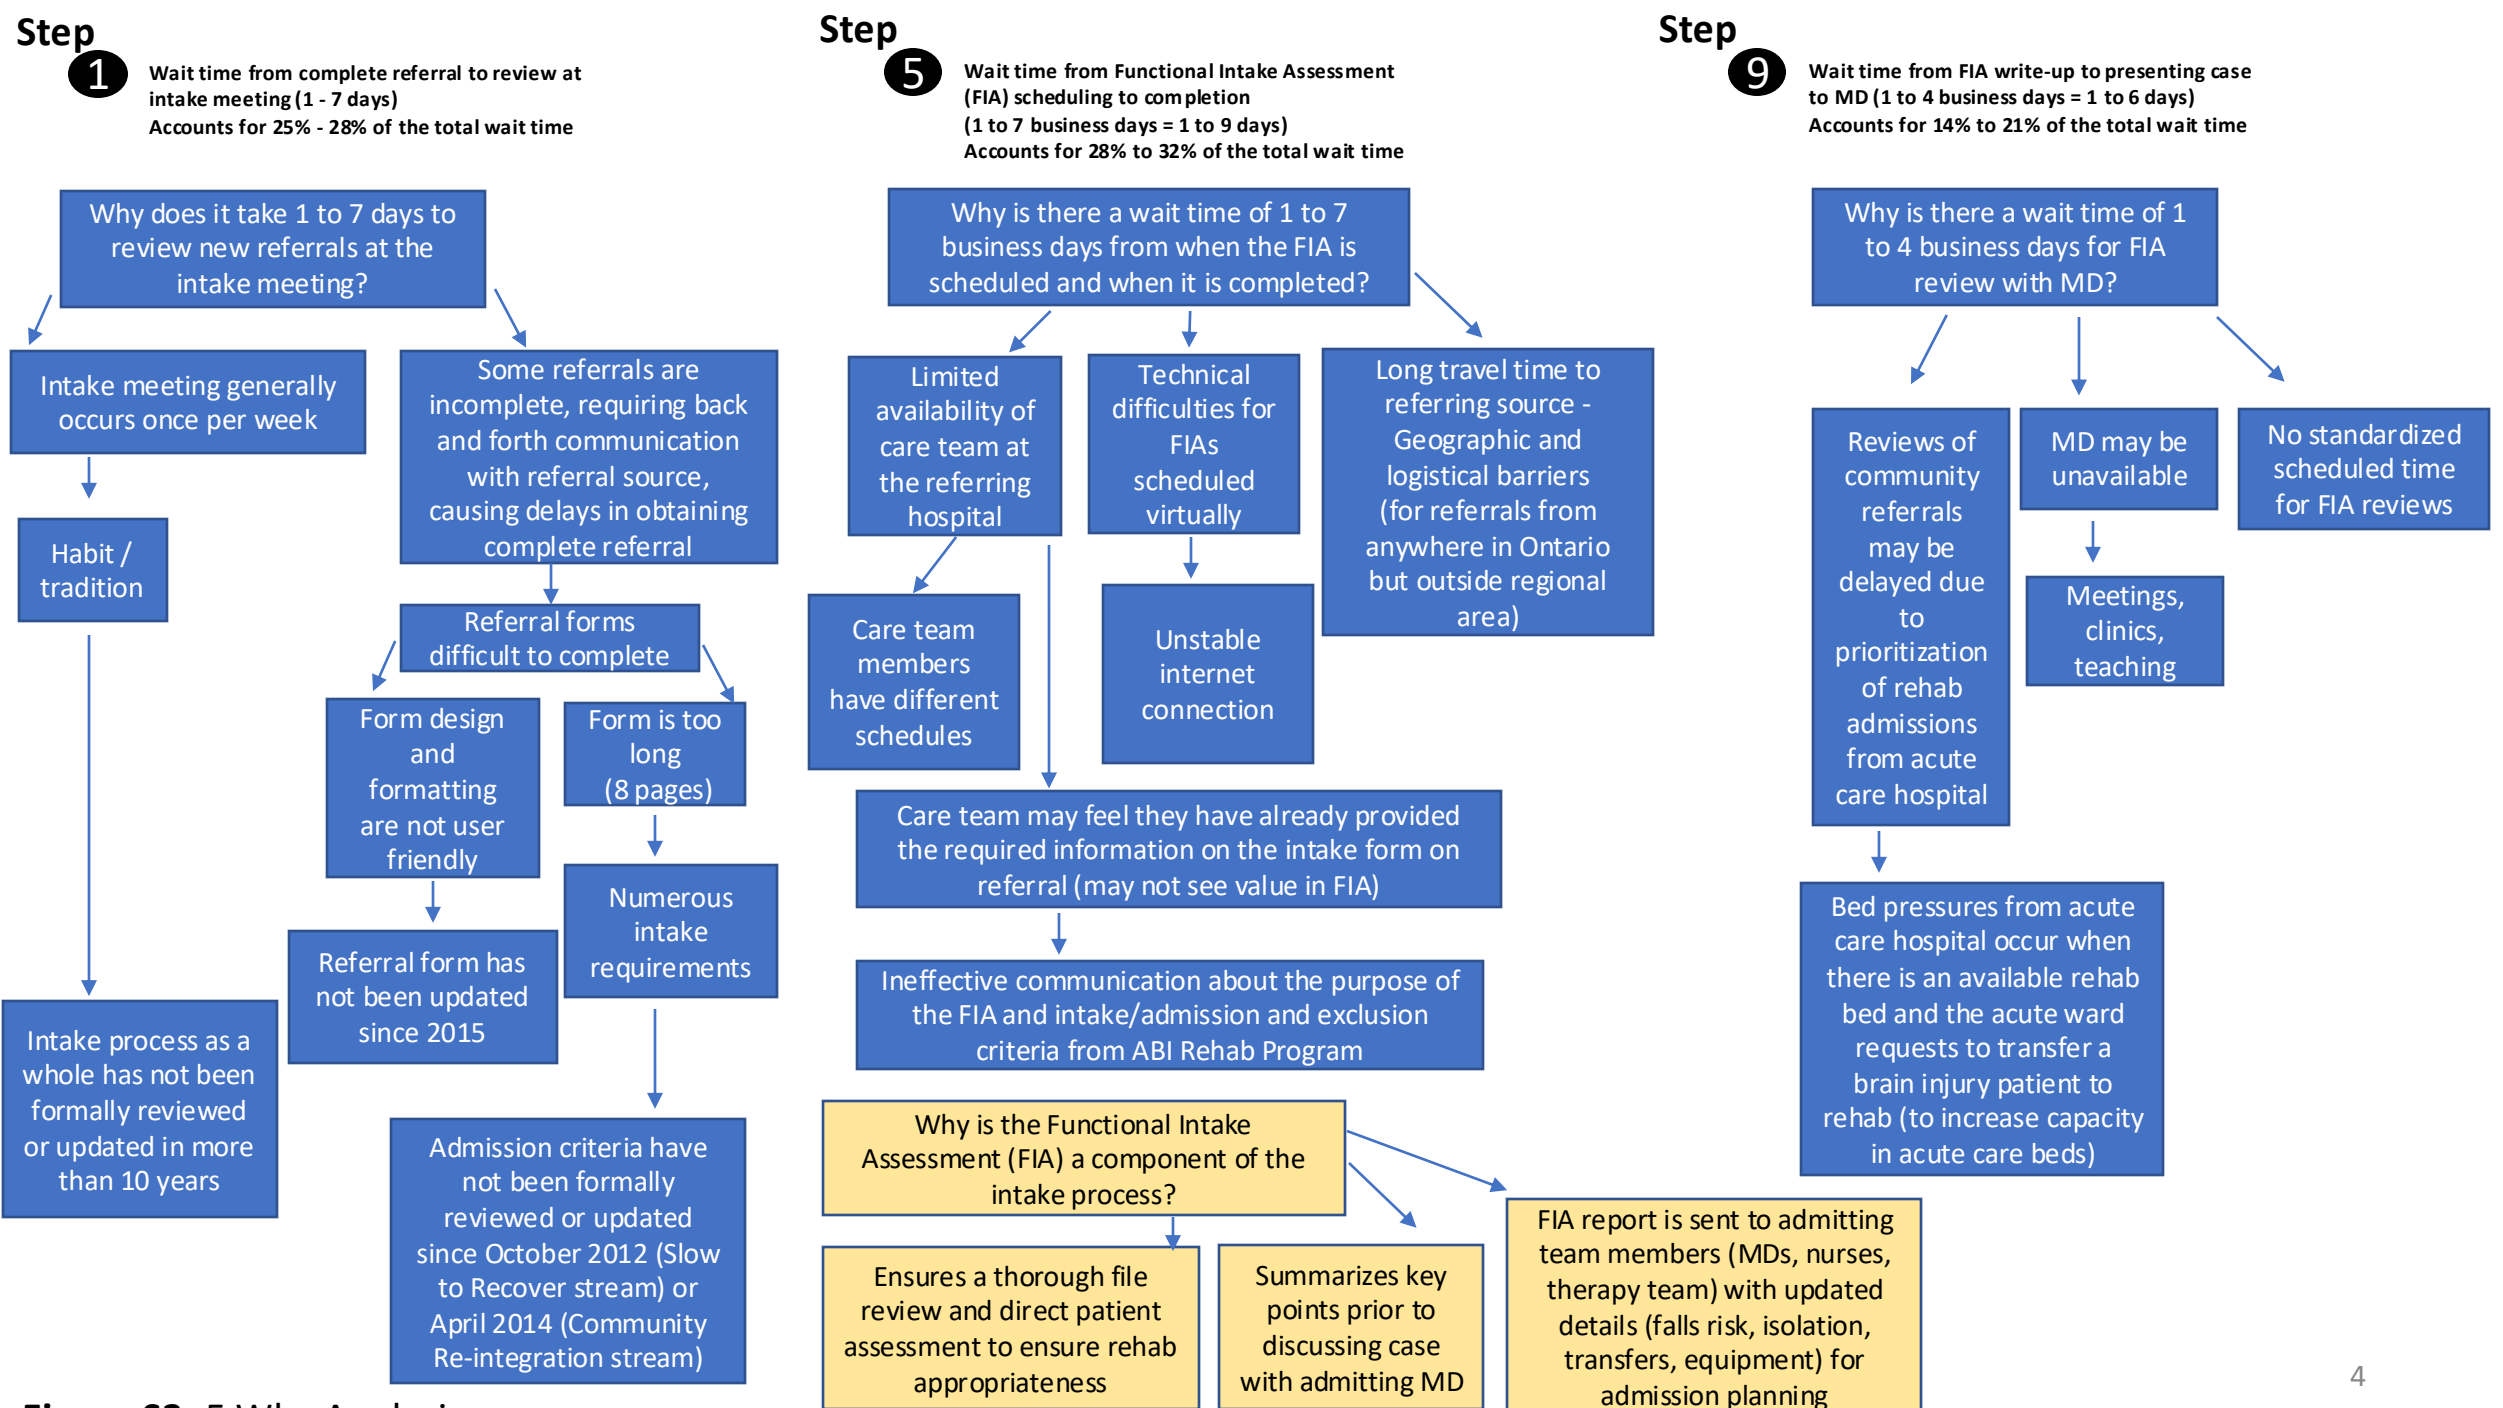 Step
1
Wait time from complete referral to review at
intake meeting (1 - 7 days)
Accounts for 25% - 28% of the total wait time
Why does it take 1 to 7 days to
review new referrals at the
intake meeting?
Intake meeting generally
occurs once per week
Habit /
tradition
Intake process as a
whole has not been
formally reviewed
or updated in more
than 10 years
Some referrals are
incomplete, requiring back
and forth communication
with referral source,
causing delays in obtaining
complete referral
Referral forms
difficult to complete
Form design
and
formatting
are not user
friendly
Referral form has
not been updated
since 2015
Form is too
long
(8 pages)
Numerous
intake
requirements
Admission criteria have
not been formally
reviewed or updated
since October 2012 (Slow
to Recover stream) or
April 2014 (Community
Re-integration stream)
Step
5
Wait time from Functional Intake Assessment
(FIA) scheduling to completion
(1 to 7 business days = 1 to 9 days)
Accounts for 28% to 32% of the total wait time
Why is there a wait time of 1 to 7
business days from when the FIA is
scheduled and when it is completed?
Limited
availability of
care team at
the referring
hospital
Care team
members
have different
schedules
Technical
difficulties for
FIAs
scheduled
virtually
Unstable
internet
connection
Long travel time to
referring source -
Geographic and
logistical barriers
(for referrals from
anywhere in Ontario
but outside regional
area)
Care team may feel they have already provided
the required information on the intake form on
referral (may not see value in FIA)
Ineffective communication about the purpose of
the FIA and intake/admission and exclusion
criteria from ABI Rehab Program
Why is the Functional Intake
Assessment (FIA) a component of the
intake process?
Ensures a thorough file
review and direct patient
assessment to ensure rehab
appropriateness
Summarizes key
points prior to
discussing case
with admitting MD
FIA report is sent to admitting
team members (MDs, nurses,
therapy team) with updated
details (falls risk, isolation,
transfers, equipment) for
admission planning
Step
9
Wait time from FIA write-up to presenting case
to MD (1 to 4 business days = 1 to 6 days)
Accounts for 14% to 21% of the total wait time
Why is there a wait time of 1
to 4 business days for FIA
review with MD?
Reviews of
community
referrals
may be
delayed due
to
prioritization
of rehab
admissions
from acute
care hospital
Bed pressures from acute
care hospital occur when
there is an available rehab
bed and the acute ward
requests to transfer a
brain injury patient to
rehab (to increase capacity
in acute care beds)
MD may be
unavailable
Meetings,
clinics,
teaching
No standardized
scheduled time
for FIA reviews
4